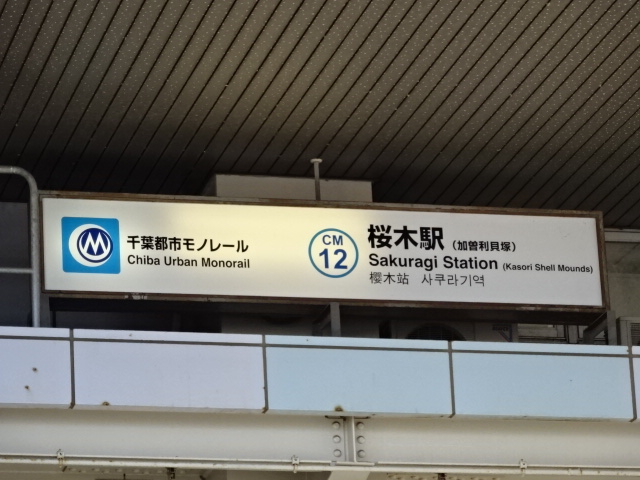 千葉都市モノレール
Chiba Urban Monorail
CM
12
桜木駅（加曽利貝塚）
Sakuragi Station (Kasori Shell Mounds)
樱木站 사쿠라기역